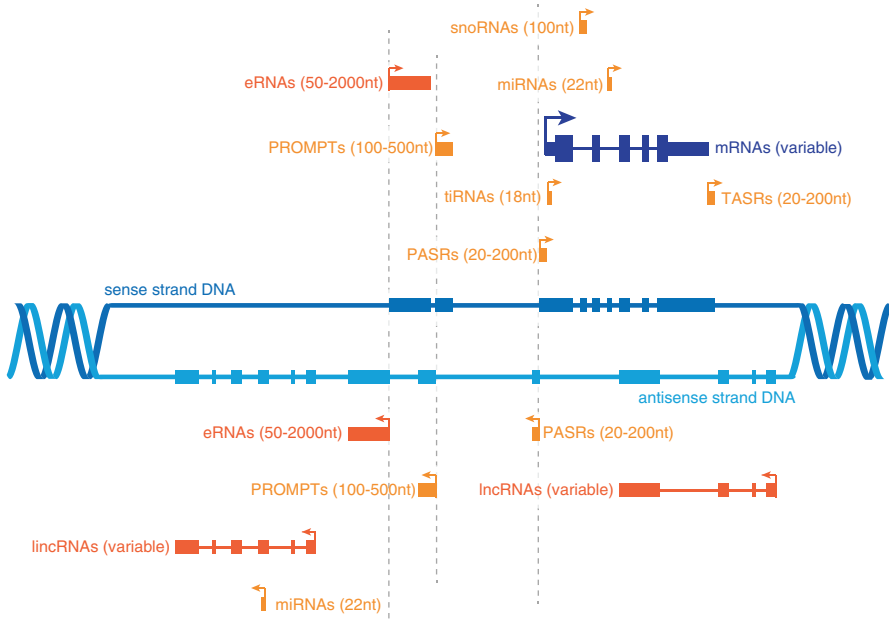 snoRNAs (100nt)
eRNAs (50-2000nt)
miRNAs (22nt)
PROMPTs (100-500nt)
mRNAs (variable)
tiRNAs (18nt)
TASRs (20-200nt)
PASRs (20-200nt)
sense strand DNA
antisense strand DNA
eRNAs (50-2000nt)
PASRs (20-200nt)
PROMPTs (100-500nt)
lncRNAs (variable)
lincRNAs (variable)
miRNAs (22nt)